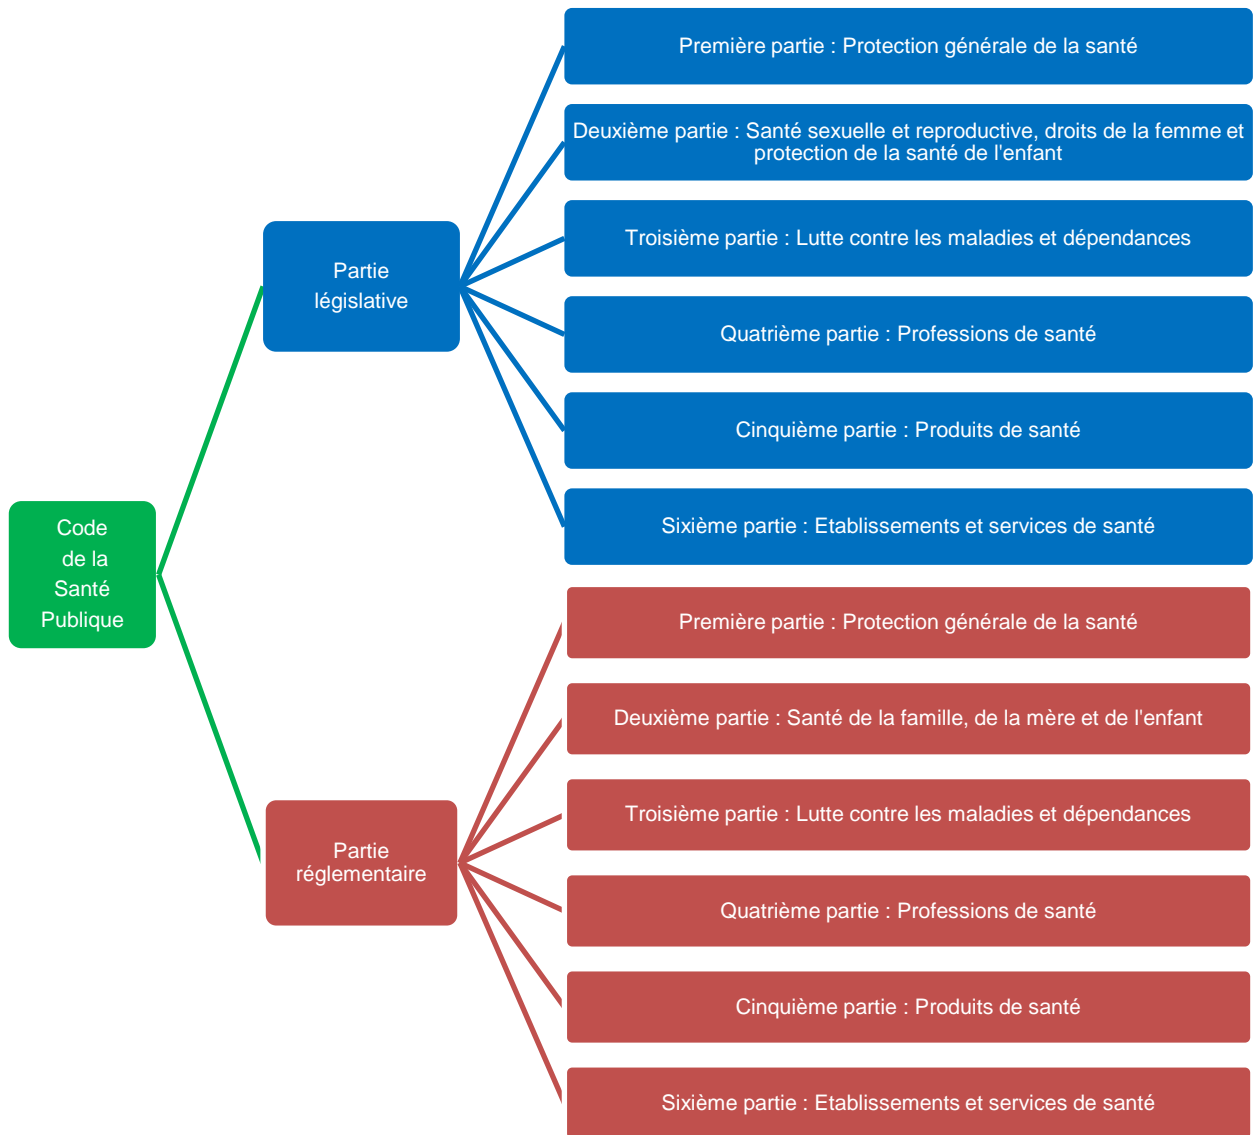 Première partie : Protection générale de la santé
Deuxième partie : Santé sexuelle et reproductive, droits de la femme et
protection de la santé de l'enfant
Troisième partie : Lutte contre les maladies et dépendances
Partie
législative
Quatrième partie : Professions de santé
Cinquième partie : Produits de santé
Sixième partie : Etablissements et services de santé
Code
de la
Santé
Publique
Première partie : Protection générale de la santé
Deuxième partie : Santé de la famille, de la mère et de l'enfant
Troisième partie : Lutte contre les maladies et dépendances
Partie
réglementaire
Quatrième partie : Professions de santé
Cinquième partie : Produits de santé
Sixième partie : Etablissements et services de santé